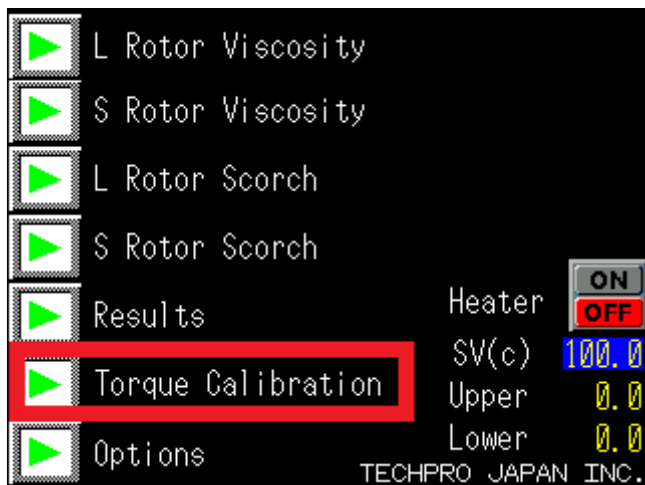 L Rotor Viscosity
S Rotor Viscosity
L Rotor Scorch
S Rotor Scorch
Results
Torque Calibration
Options
Heater ON OFF
SV(c) 100.0
Upper 0.0
Lower 0.0
TECHPRO JAPAN INC.